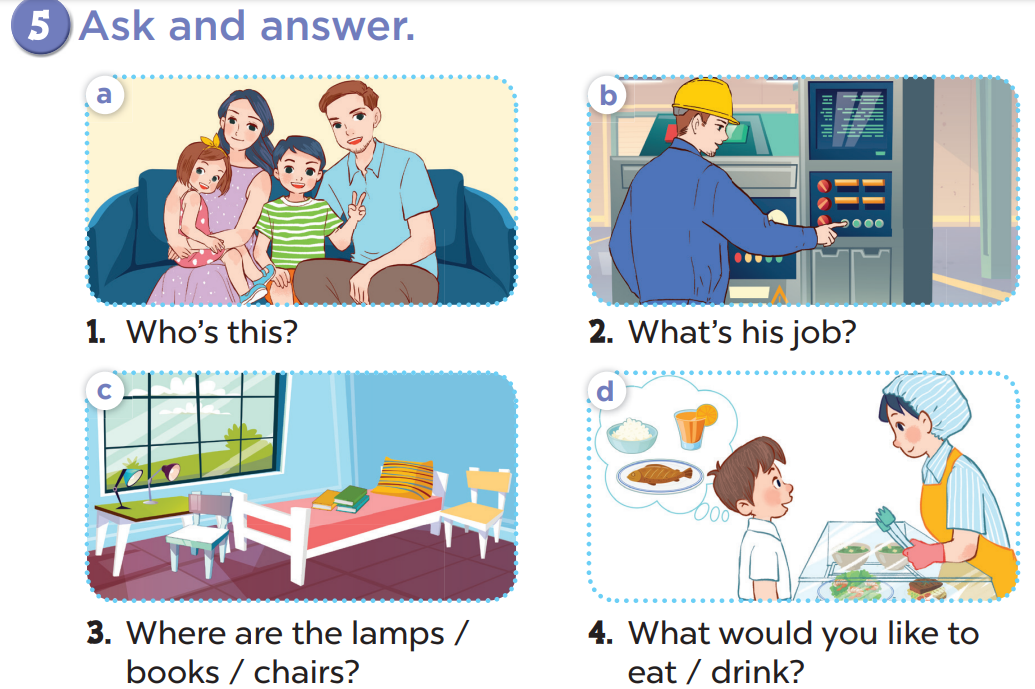 5 Ask and answer.
a
b
1. Who's this?
2. What's his job?
c
d
3. Where are the lamps /
books / chairs?
4. What would you like to
eat / drink?